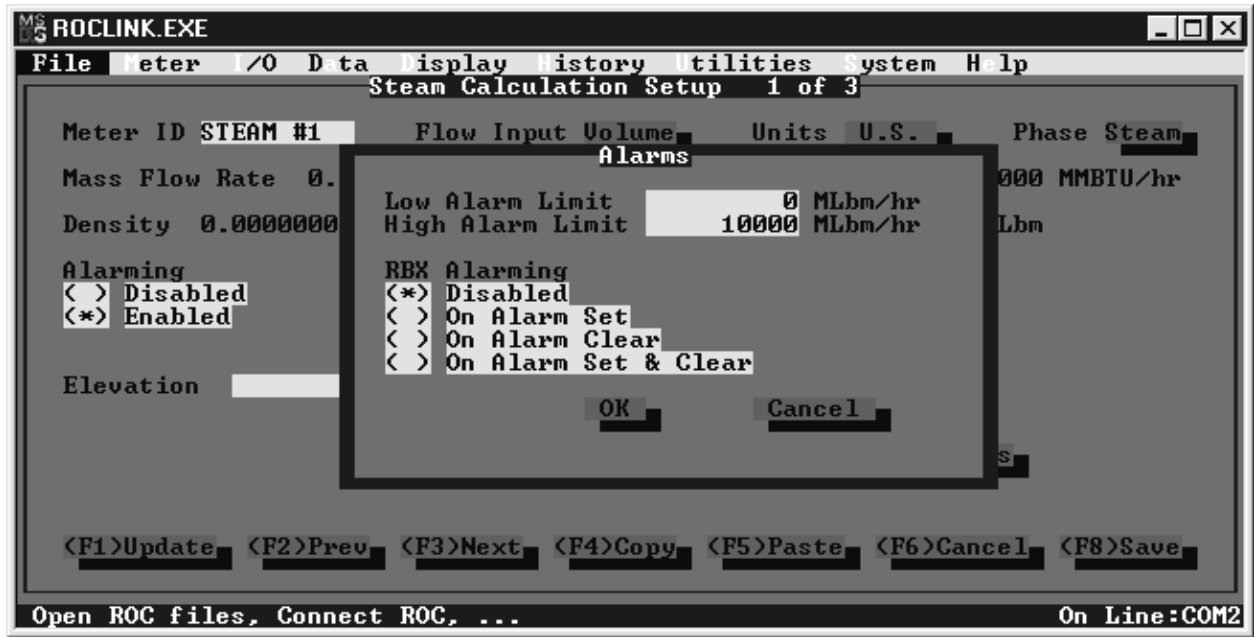 MS DOS ROCLINK.EXE
File Meter I/O Data Display History Utilities System Help
Steam Calculation Setup 1 of 3
Meter ID STEAM #1 Flow Input Volume Units U.S. Phase Steam
Alarms
Mass Flow Rate 0. 000 MMBTU/hr
Low Alarm Limit 0 MLbm/hr
Density 0.0000000 Lbm
High Alarm Limit 10000 MLbm/hr
Alarming
( ) Disabled
(*) Enabled
RBX Alarming
(*) Disabled
( ) On Alarm Set
( ) On Alarm Clear
( ) On Alarm Set & Clear
Elevation
OK Cancel
s
(F1)Update (F2)Prev (F3)Next (F4)Copy (F5)Paste (F6)Cancel (F8)Save
Open ROC files, Connect ROC, ... On Line:COM2